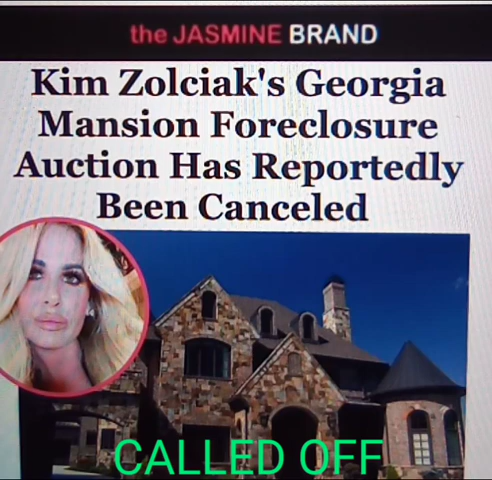 the JASMINE BRAND
Kim Zolciak's Georgia
Mansion Foreclosure
Auction Has Reportedly
Been Canceled
CALLED OFF